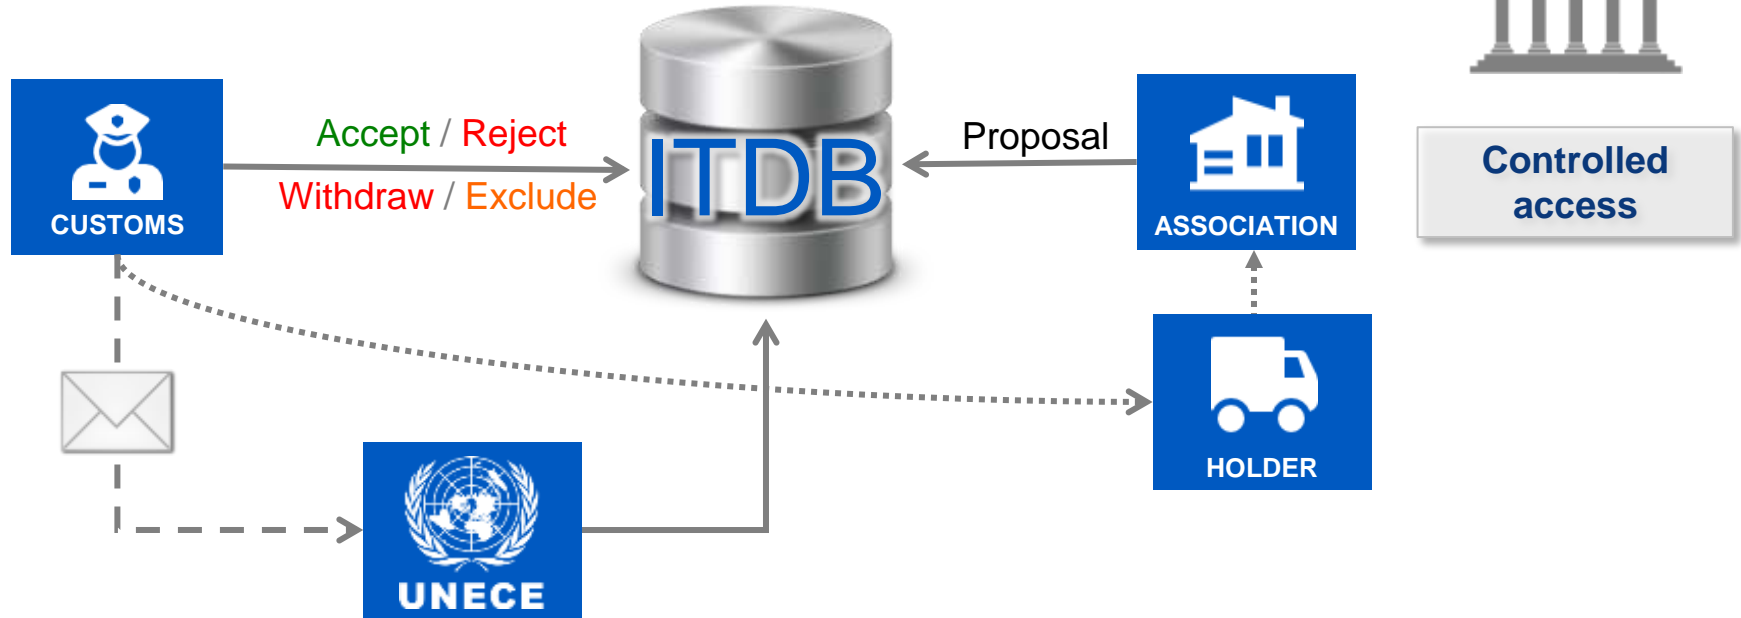 Accept / Reject
Withdraw / Exclude
CUSTOMS
ITDB
Proposal
ASSOCIATION
Controlled
access
HOLDER
UNECE